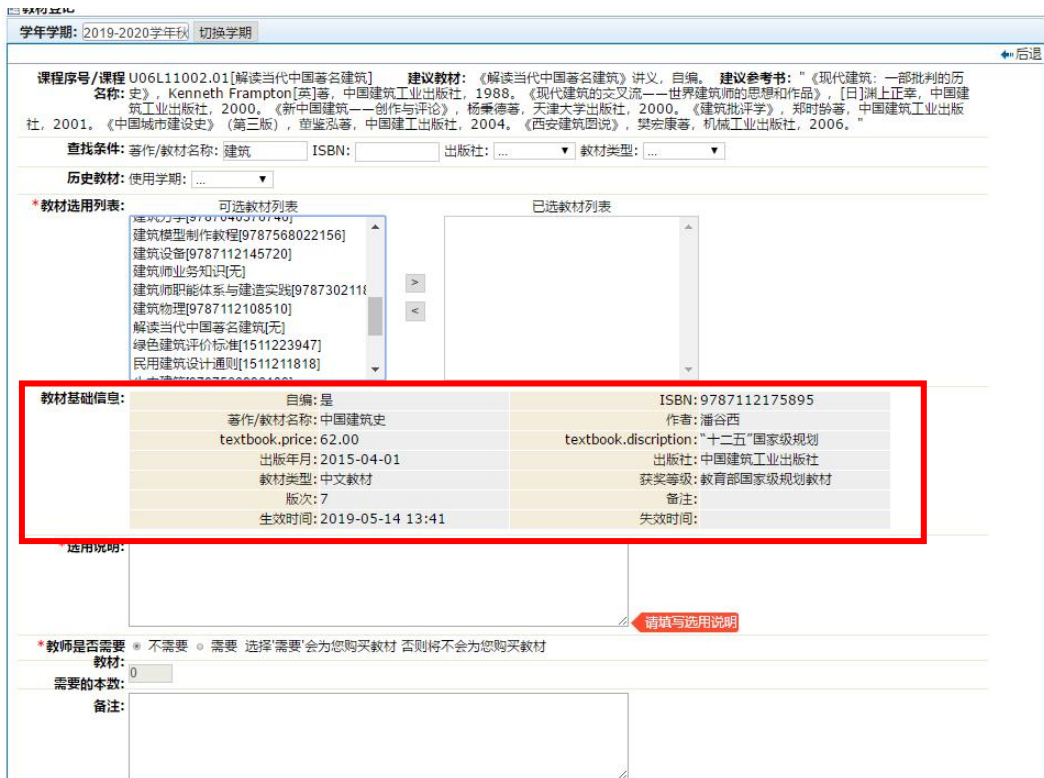 教材登记
学年学期: 2019-2020学年秋 切换学期
后退
课程序号/课程 U06L11002.01[解读当代中国著名建筑] 建议教材: 《解读当代中国著名建筑》讲义，自编。 建议参考书: "《现代建筑：一部批判的历
名称: 史》，Kenneth Frampton[英]著，中国建筑工业出版社，1988。《现代建筑的交叉流——世界建筑师的思想和作品》，[日]渊上正幸，中国建
筑工业出版社，2000。《新中国建筑——创作与评论》，杨秉德著，天津大学出版社，2000。《建筑批评学》，郑时龄著，中国建筑工业出版
社，2001。《中国城市建设史》（第三版），董鉴泓著，中国建工出版社，2004。《西安建筑图说》，樊宏康著，机械工业出版社，2006。"
查找条件: 著作/教材名称: 建筑 ISBN: 出版社: ... 教材类型: ...
历史教材: 使用学期: ...
*教材选用列表: 可选教材列表 已选教材列表
建筑模型制作教程[9787568022156]
建筑设备[9787112145720]
建筑师业务知识[无]
建筑师职能体系与建造实践[9787302118
> 
建筑物理[9787112108510]
<
解读当代中国著名建筑[无]
绿色建筑评价标准[1511223947]
民用建筑设计通则[1511211818]
教材基础信息: 自编: 是 ISBN: 9787112175895
著作/教材名称: 中国建筑史 作者: 潘谷西
textbook.price: 62.00 textbook.discription: "十二五"国家级规划
出版年月: 2015-04-01 出版社: 中国建筑工业出版社
教材类型: 中文教材 获奖等级: 教育部国家级规划教材
版次: 7 备注:
生效时间: 2019-05-14 13:41 失效时间:
*选用说明:
请填写选用说明
*教师是否需要 不需要 需要 选择'需要'会为您购买教材 否则将不会为您购买教材
教材:
需要的本数: 0
备注: